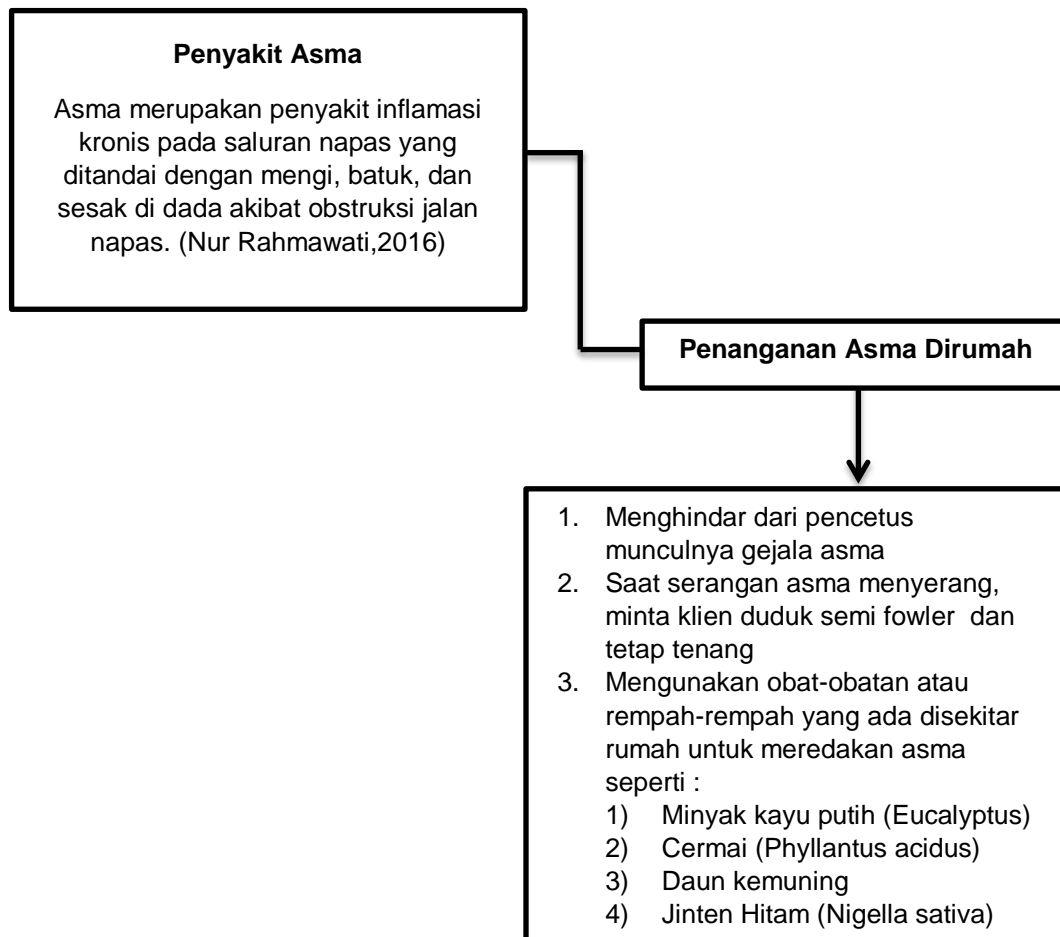 Penyakit Asma
Asma merupakan penyakit inflamasi
kronis pada saluran napas yang
ditandai dengan mengi, batuk, dan
sesak di dada akibat obstruksi jalan
napas. (Nur Rahmawati,2016)
Penanganan Asma Dirumah
1. Menghindar dari pencetus
munculnya gejala asma
2. Saat serangan asma menyerang,
minta klien duduk semi fowler dan
tetap tenang
3. Mengunakan obat-obatan atau
rempah-rempah yang ada disekitar
rumah untuk meredakan asma
seperti :
1) Minyak kayu putih (Eucalyptus)
2) Cermai (Phyllantus acidus)
3) Daun kemuning
4) Jinten Hitam (Nigella sativa)